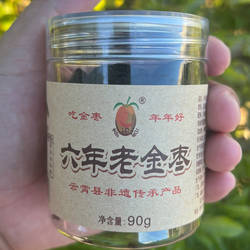 吃金枣 年年好
®
六年老金枣
云霄县非遗传承产品
净含量:90g